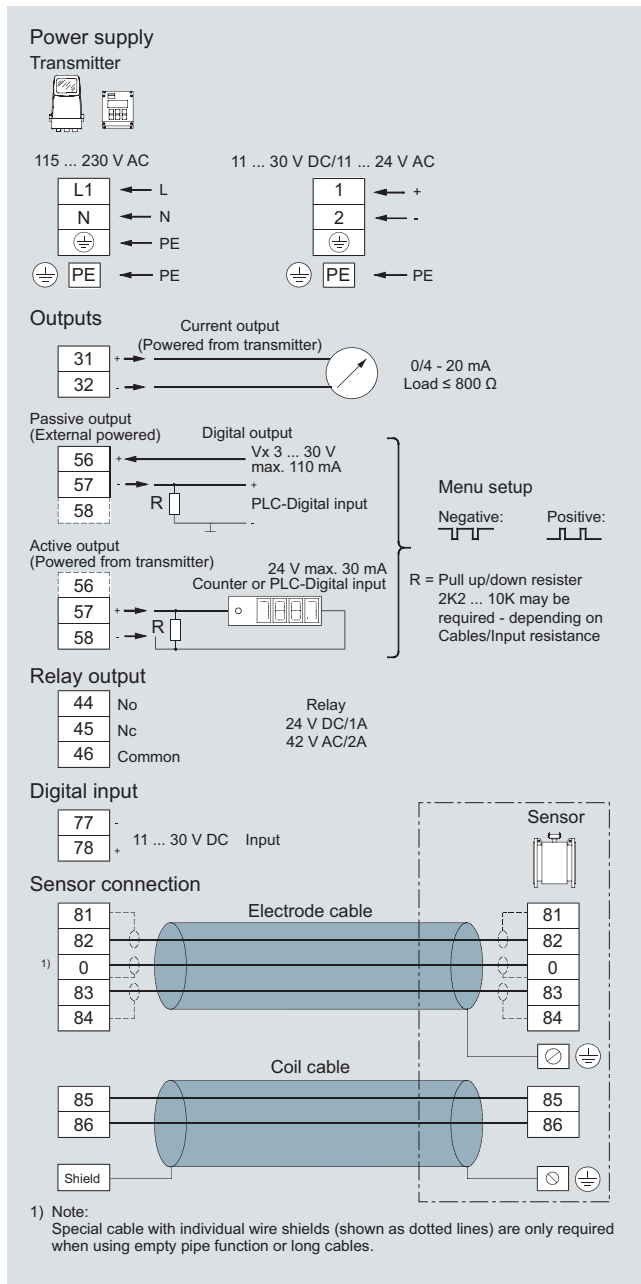 Power supply
Transmitter
115 ... 230 V AC
L1 L
N N
PE
PE PE
11 ... 30 V DC/11 ... 24 V AC
1 +
2 -
PE PE
Outputs
Current output
(Powered from transmitter)
31 +
32 -
0/4 - 20 mA
Load ≤ 800 Ω
Passive output
(External powered)
Digital output
56 + Vx 3 ... 30 V
max. 110 mA
57 - +
58 R PLC-Digital input
-
Active output
(Powered from transmitter)
24 V max. 30 mA
Counter or PLC-Digital input
56
57 +
58 - R
Menu setup
Negative: Positive:
R = Pull up/down resister
2K2 ... 10K may be
required - depending on
Cables/Input resistance
Relay output
44 No
45 Nc
46 Common
Relay
24 V DC/1A
42 V AC/2A
Digital input
77 -
78 + 11 ... 30 V DC Input
Sensor
Sensor connection
Electrode cable
81 81
82 82
1) 0 0
83 83
84 84
Coil cable
85 85
86 86
Shield
1) Note:
Special cable with individual wire shields (shown as dotted lines) are only required
when using empty pipe function or long cables.